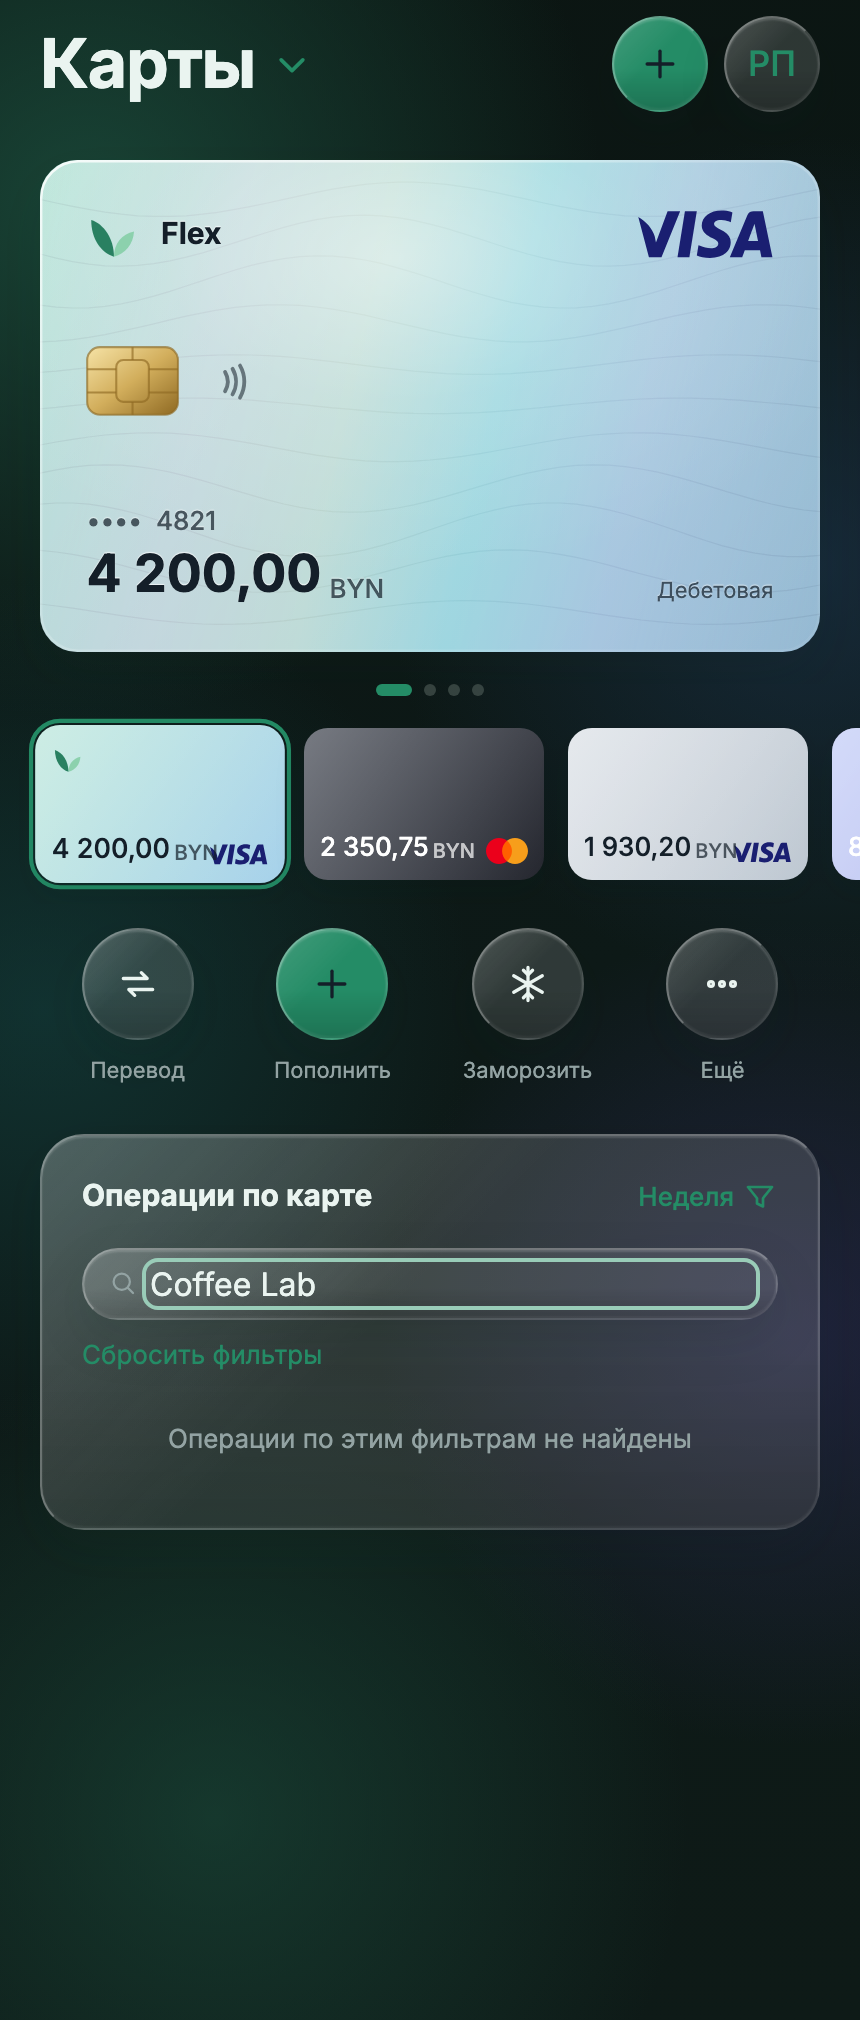 Карты
РП
Flex
VISA
•••• 4821
4 200,00 BYN
Дебетовая
4 200,00 BYN VISA
2 350,75 BYN
1 930,20 BYN VISA
8
Перевод
Пополнить
Заморозить
Ещё
Операции по карте
Неделя
Coffee Lab
Сбросить фильтры
Операции по этим фильтрам не найдены